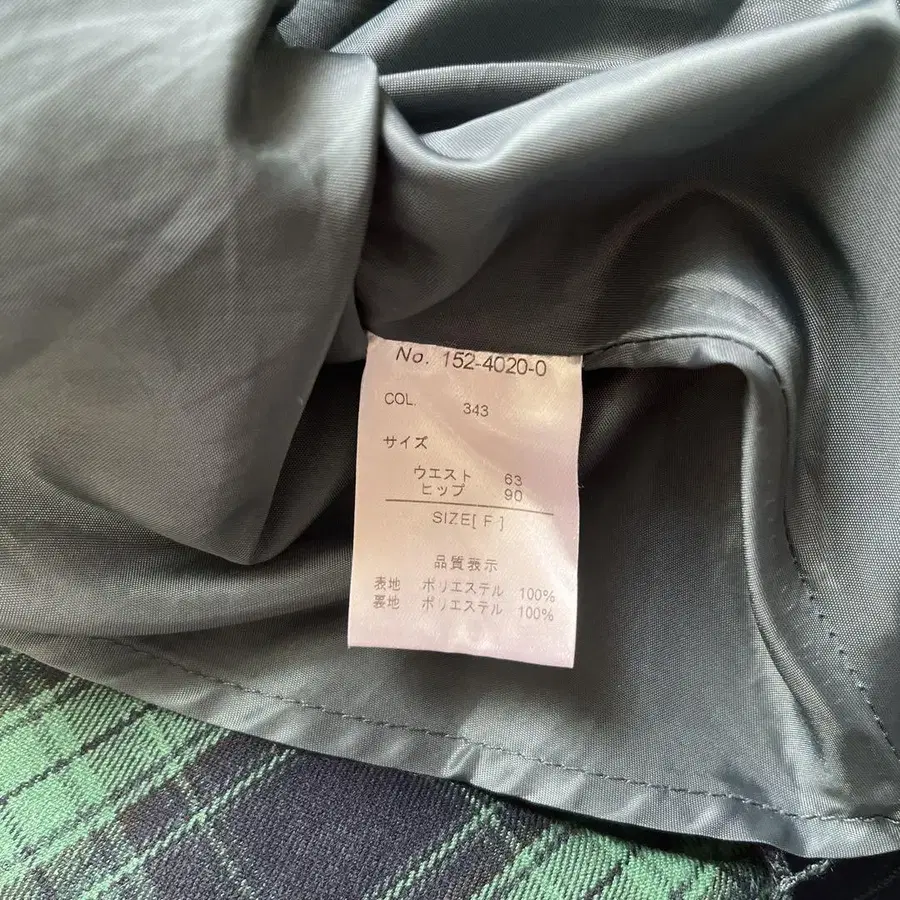 No. 152-4020-0
COL. 343
サイズ
ウエスト 63
ヒップ 90
SIZE[ F ]
品質表示
表地 ポリエステル 100%
裏地 ポリエステル 100%